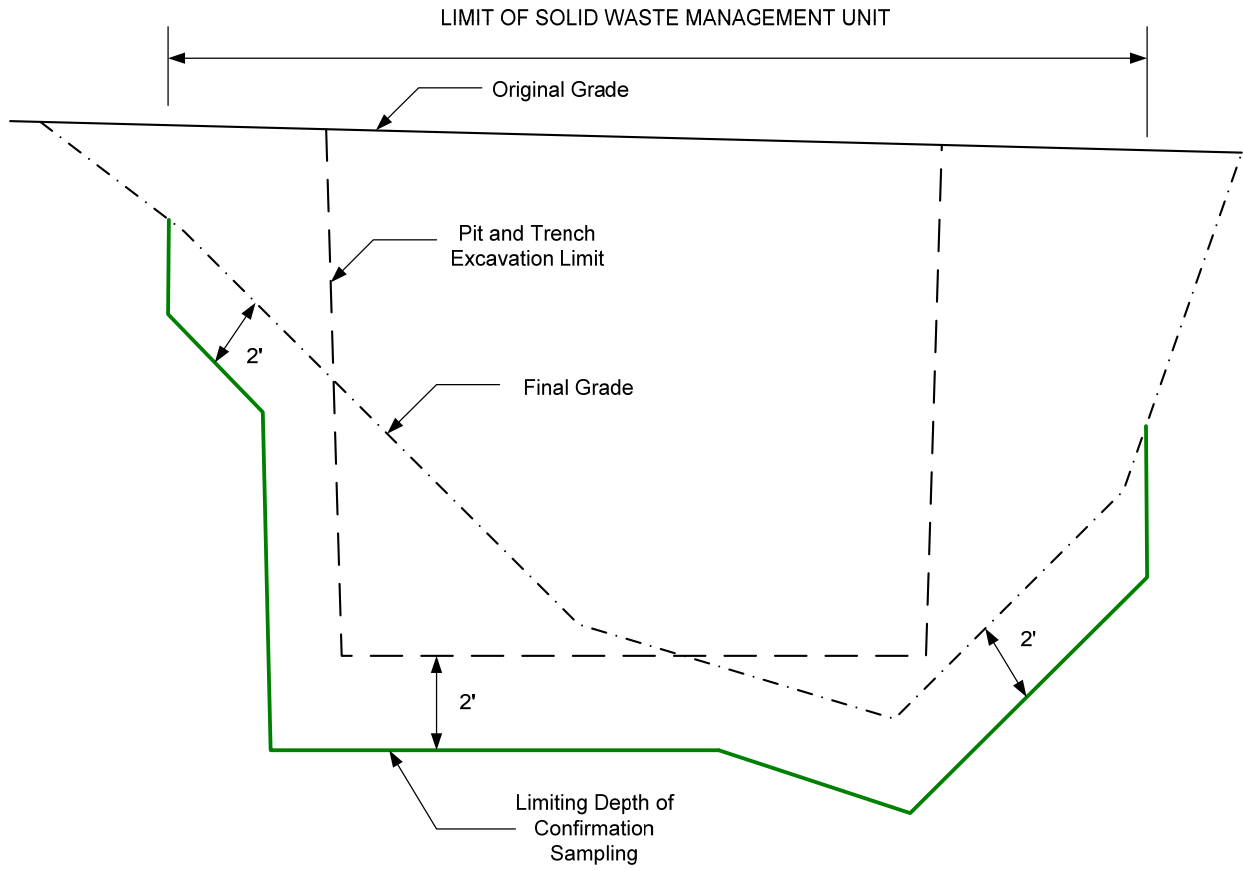 LIMIT OF SOLID WASTE MANAGEMENT UNIT
Original Grade
Pit and Trench
Excavation Limit
2'
Final Grade
2'
2'
Limiting Depth of
Confirmation
Sampling